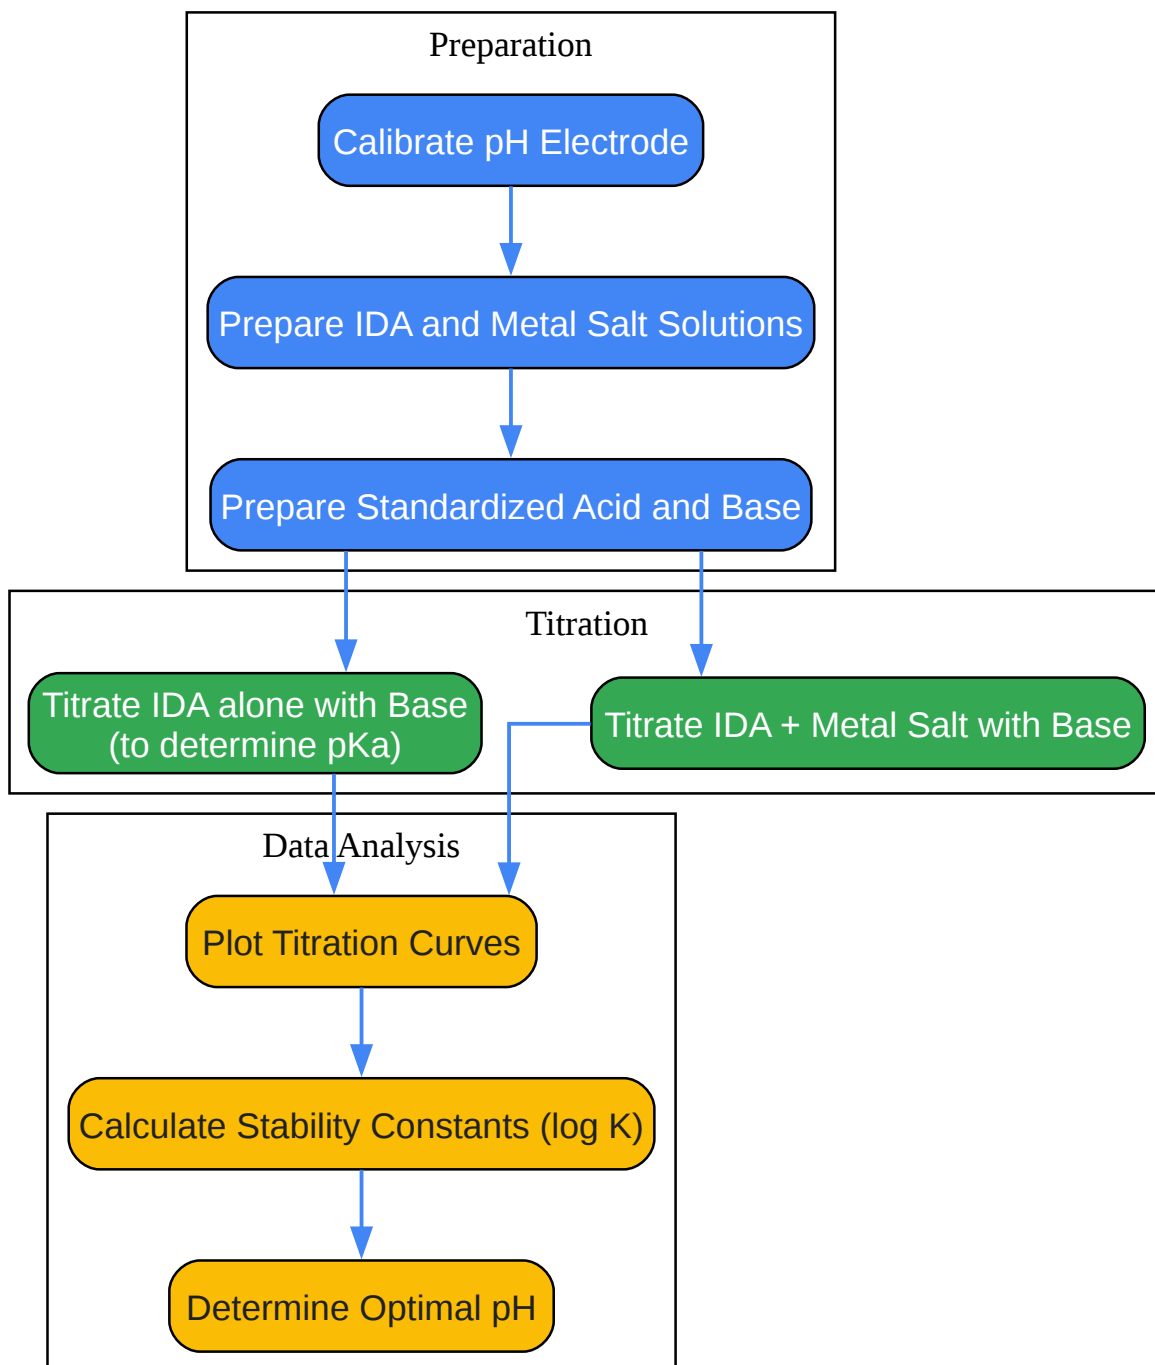 Preparation
Calibrate pH Electrode
Prepare IDA and Metal Salt Solutions
Prepare Standardized Acid and Base
Titration
Titrate IDA alone with Base
(to determine pKa)
Titrate IDA + Metal Salt with Base
Data Analysis
Plot Titration Curves
Calculate Stability Constants (log K)
Determine Optimal pH